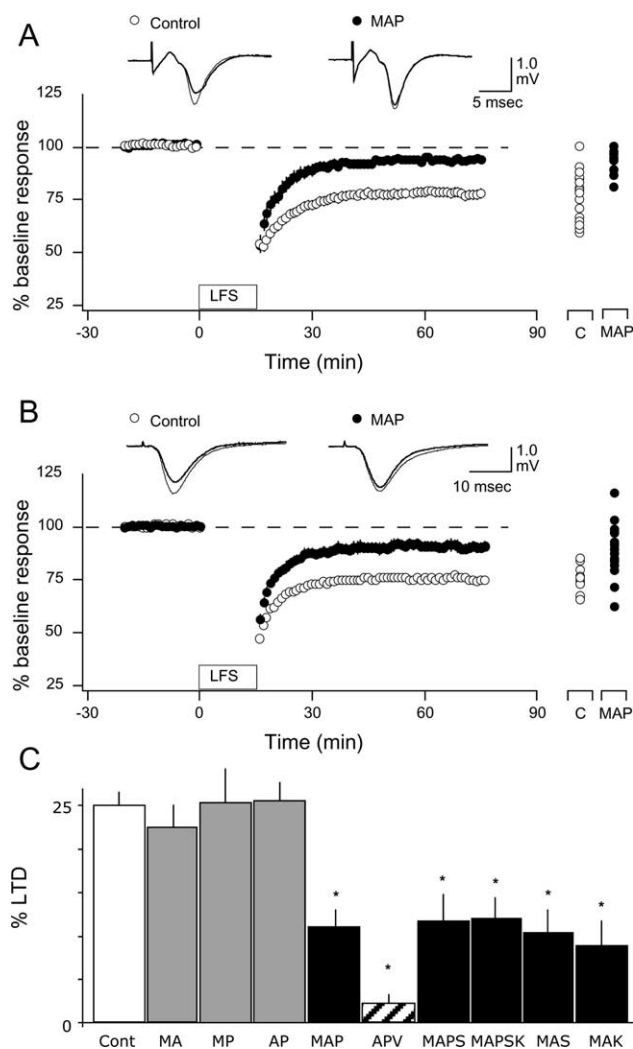 A
Control
MAP
1.0
mV
5 msec
125
100
75
50
25
% baseline response
LFS
-30
0
30
60
90
C
MAP
Time (min)
B
Control
MAP
1.0
mV
10 msec
125
100
75
50
25
% baseline response
LFS
-30
0
30
60
90
C
MAP
Time (min)
C
25
0
% LTD
* * * * * *
Cont MA MP AP MAP APV MAPS MAPSK MAS MAK